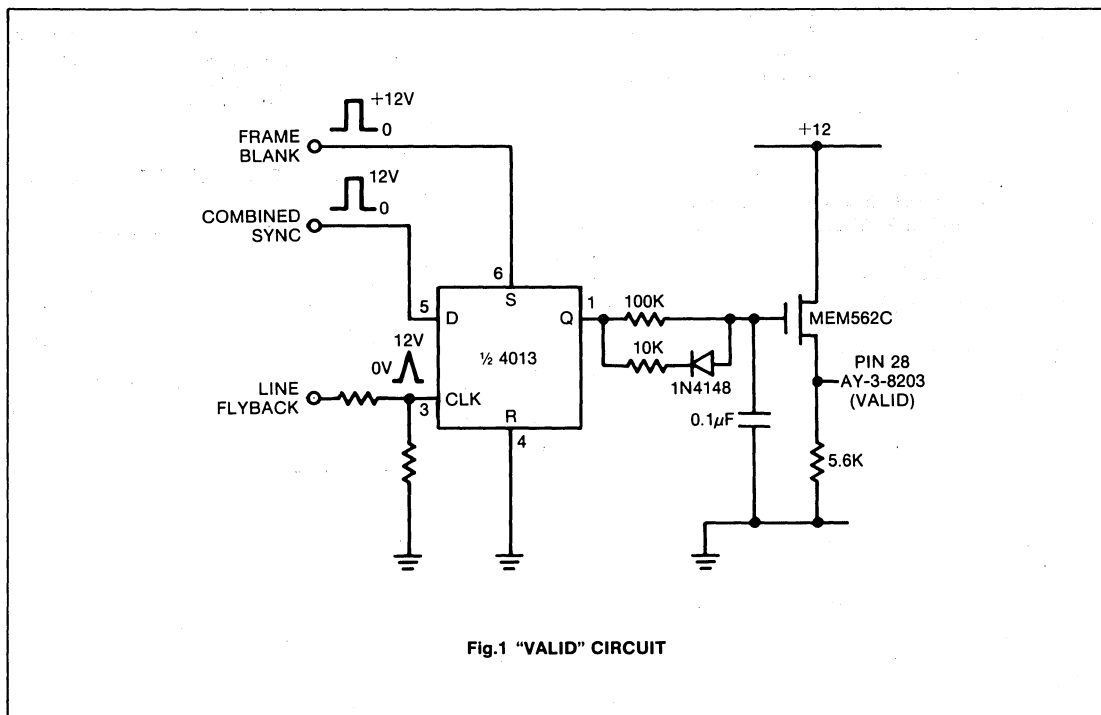 +12V
0
FRAME
BLANK
12V
0
COMBINED
SYNC
+12
6
S
5
D
1
Q
100K
10K
1N4148
MEM562C
½ 4013
12V
0V
LINE
FLYBACK
3
CLK
R
4
0.1µF
PIN 28
AY-3-8203
(VALID)
5.6K
Fig.1 “VALID” CIRCUIT